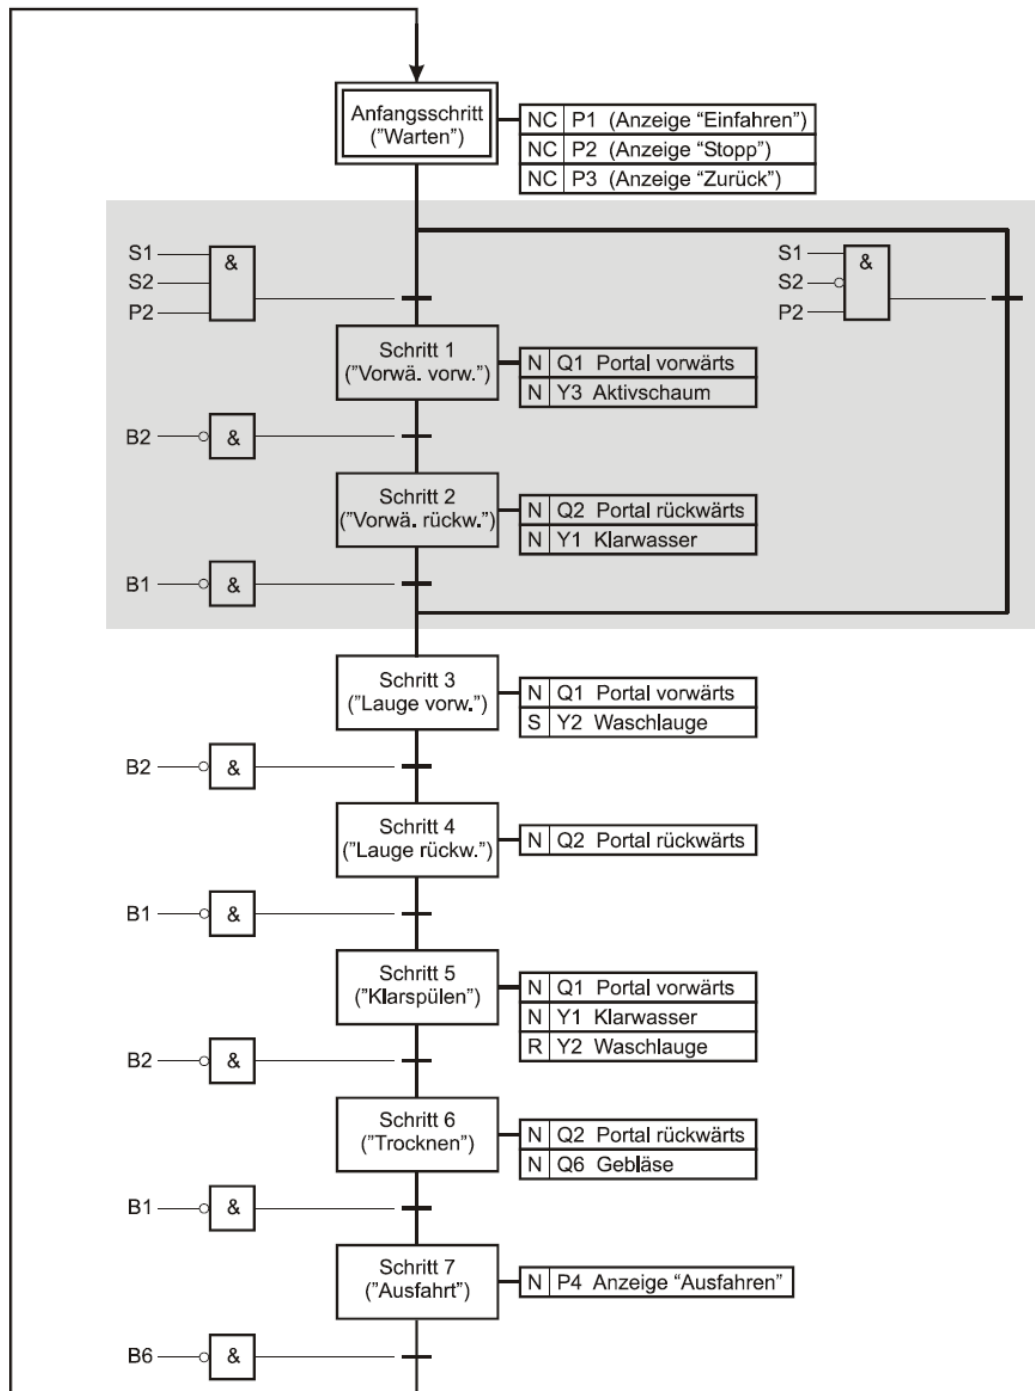 Anfangsschritt
("Warten")
NC P1 (Anzeige “Einfahren”)
NC P2 (Anzeige “Stopp”)
NC P3 (Anzeige “Zurück”)
S1
S2
P2
&
S1
S2
P2
&
Schritt 1
("Vorwä. vorw.")
N Q1 Portal vorwärts
N Y3 Aktivschaum
B2
&
Schritt 2
("Vorwä. rückw.")
N Q2 Portal rückwärts
N Y1 Klarwasser
B1
&
Schritt 3
("Lauge vorw.")
N Q1 Portal vorwärts
S Y2 Waschlauge
B2
&
Schritt 4
("Lauge rückw.")
N Q2 Portal rückwärts
B1
&
Schritt 5
("Klarspülen")
N Q1 Portal vorwärts
N Y1 Klarwasser
R Y2 Waschlauge
B2
&
Schritt 6
("Trocknen")
N Q2 Portal rückwärts
N Q6 Gebläse
B1
&
Schritt 7
("Ausfahrt")
N P4 Anzeige “Ausfahren”
B6
&